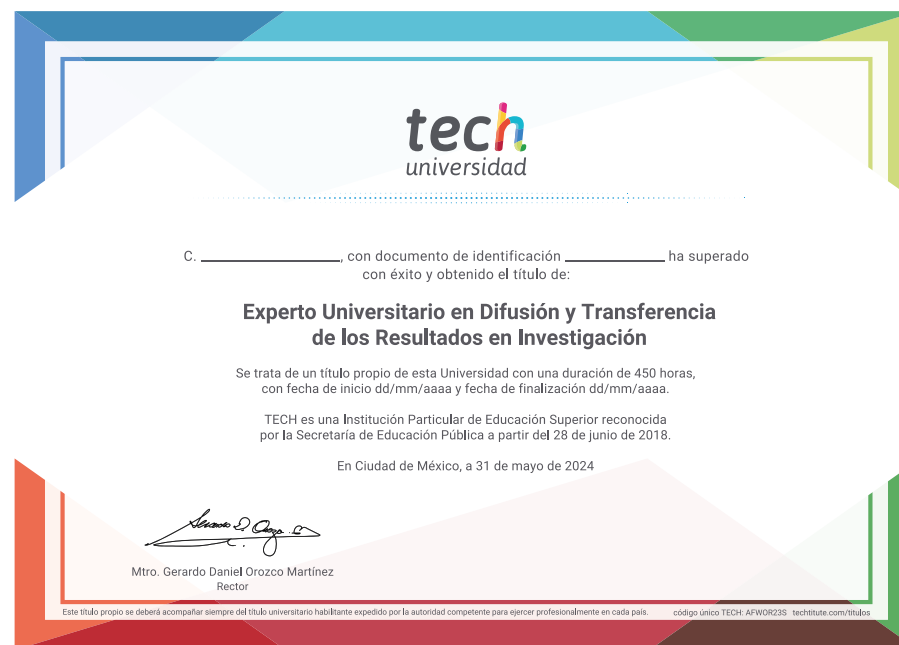 tech
universidad
C. ____________, con documento de identificación ____________ ha superado
con éxito y obtenido el título de:
Experto Universitario en Difusión y Transferencia
de los Resultados en Investigación
Se trata de un título propio de esta Universidad con una duración de 450 horas,
con fecha de inicio dd/mm/aaaa y fecha de finalización dd/mm/aaaa.
TECH es una Institución Particular de Educación Superior reconocida
por la Secretaría de Educación Pública a partir del 28 de junio de 2018.
En Ciudad de México, a 31 de mayo de 2024
Mtro. Gerardo Daniel Orozco Martínez
Rector
Este título propio se deberá acompañar siempre del título universitario habilitante expedido por la autoridad competente para ejercer profesionalmente en cada país. código único TECH: AFWOR23S techtitute.com/titulos